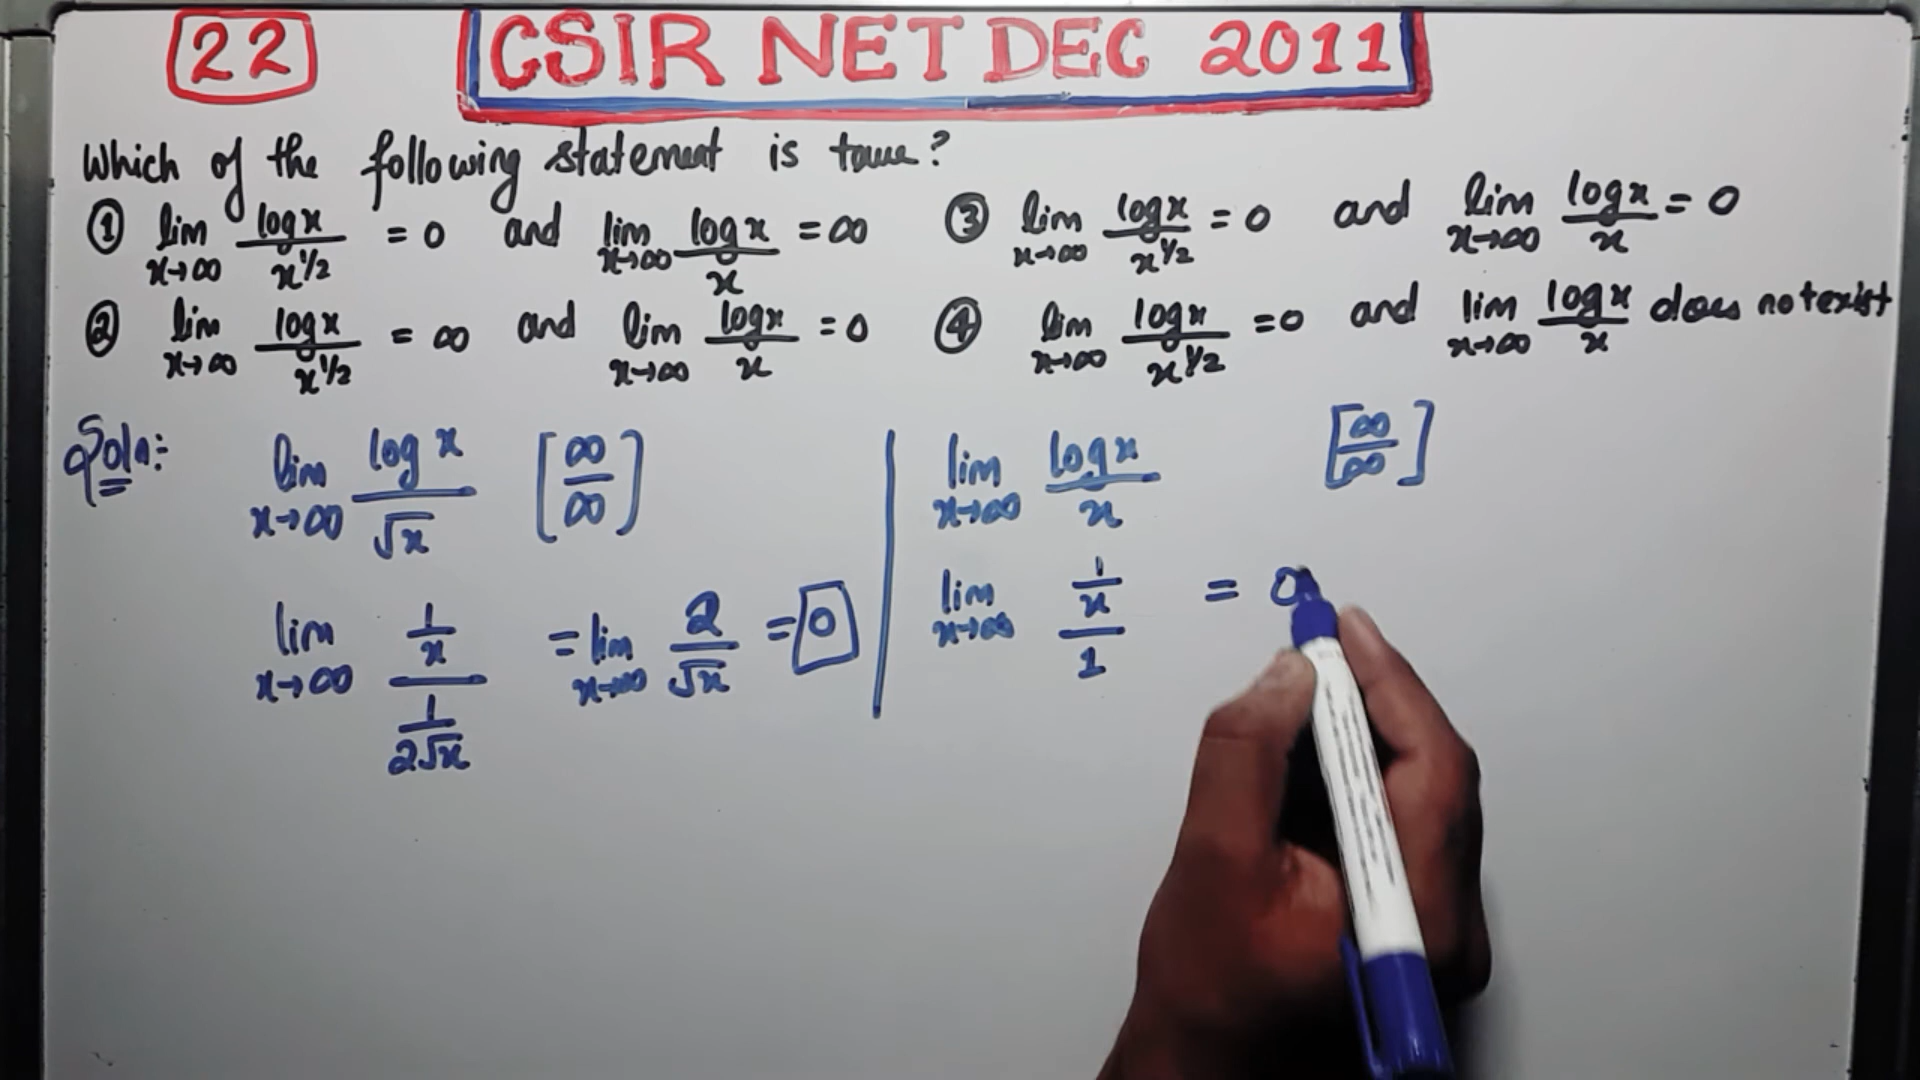 22
CSIR NET DEC 2011
Which of the following statement is true?
① lim x→∞ log x / x^1/2 = 0 and lim x→∞ log x / x = ∞
③ lim x→∞ log x / x^1/2 = 0 and lim x→∞ log x / x = 0
② lim x→∞ log x / x^1/2 = ∞ and lim x→∞ log x / x = 0
④ lim x→∞ log x / x^1/2 = 0 and lim x→∞ log x / x does not exist
Soln:-
lim x→∞ log x / √x [∞/∞]
lim x→∞ (1/x) / (1/2√x) = lim x→∞ 2/√x = 0
lim x→∞ log x / x [∞/∞]
lim x→∞ (1/x) / 1 = 0